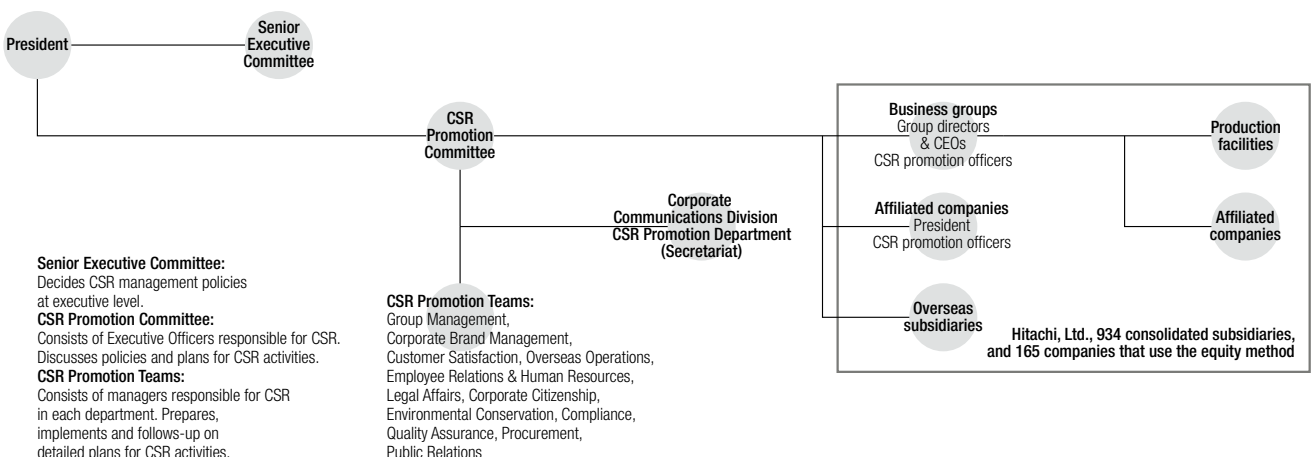 President
Senior
Executive
Committee
CSR
Promotion
Committee
Business groups
Group directors
& CEOs
CSR promotion officers
Production
facilities
Corporate
Communications Division
CSR Promotion Department
(Secretariat)
Affiliated companies
President
CSR promotion officers
Affiliated
companies
Overseas
subsidiaries
Hitachi, Ltd., 934 consolidated subsidiaries,
and 165 companies that use the equity method
Senior Executive Committee:
Decides CSR management policies
at executive level.
CSR Promotion Committee:
Consists of Executive Officers responsible for CSR.
Discusses policies and plans for CSR activities.
CSR Promotion Teams:
Consists of managers responsible for CSR
in each department. Prepares,
implements and follows-up on
detailed plans for CSR activities.
CSR Promotion Teams:
Group Management,
Corporate Brand Management,
Customer Satisfaction, Overseas Operations,
Employee Relations & Human Resources,
Legal Affairs, Corporate Citizenship,
Environmental Conservation, Compliance,
Quality Assurance, Procurement,
Public Relations